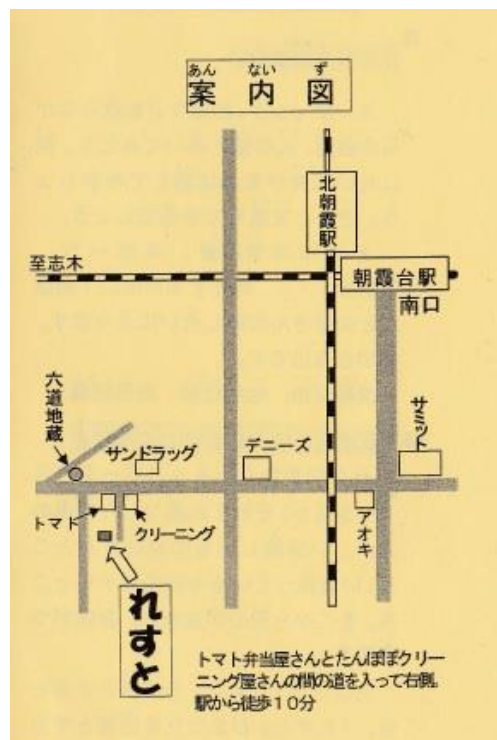 あん ない ず
案内図
北朝霞駅
至志木
朝霞台駅
南口
六道地蔵
サンドラッグ
デニーズ
サミット
トマト
クリーニング
アオキ
れすと
トマト弁当屋さんとたんぽぽクリー
ニング屋さんの間の道を入って右側。
駅から徒歩10分